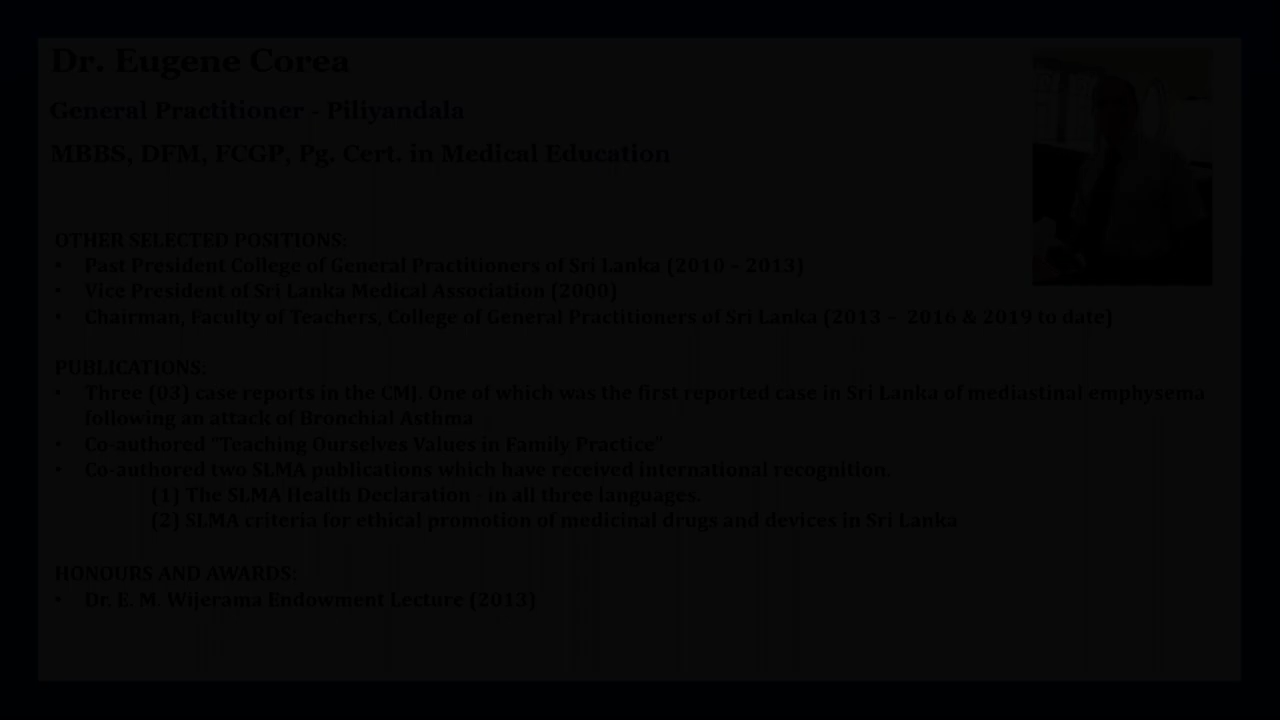 Dr. Eugene Corea
General Practitioner - Piliyandala
MBBS, DFM, FCGP, Pg. Cert. in Medical Education
OTHER SELECTED POSITIONS:
• Past President College of General Practitioners of Sri Lanka (2010 – 2013)
• Vice President of Sri Lanka Medical Association (2000)
• Chairman, Faculty of Teachers, College of General Practitioners of Sri Lanka (2013 – 2016 & 2019 to date)
PUBLICATIONS:
• Three (03) case reports in the CMJ. One of which was the first reported case in Sri Lanka of mediastinal emphysema
following an attack of Bronchial Asthma
• Co-authored "Teaching Ourselves Values in Family Practice"
• Co-authored two SLMA publications which have received international recognition.
(1) The SLMA Health Declaration - in all three languages.
(2) SLMA criteria for ethical promotion of medicinal drugs and devices in Sri Lanka
HONOURS AND AWARDS:
• Dr. E. M. Wijerama Endowment Lecture (2013)